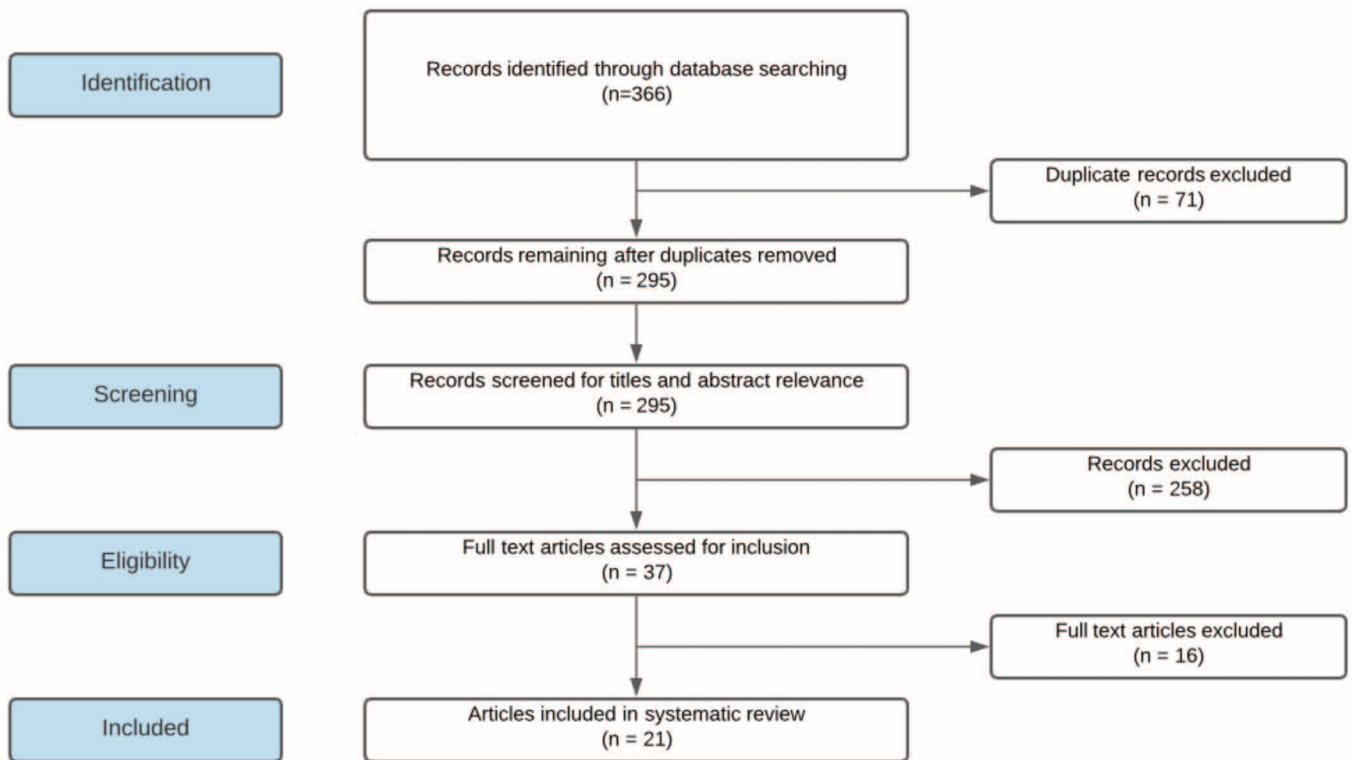 Identification
Records identified through database searching
(n=366)
Duplicate records excluded
(n = 71)
Records remaining after duplicates removed
(n = 295)
Screening
Records screened for titles and abstract relevance
(n = 295)
Records excluded
(n = 258)
Eligibility
Full text articles assessed for inclusion
(n = 37)
Full text articles excluded
(n = 16)
Included
Articles included in systematic review
(n = 21)